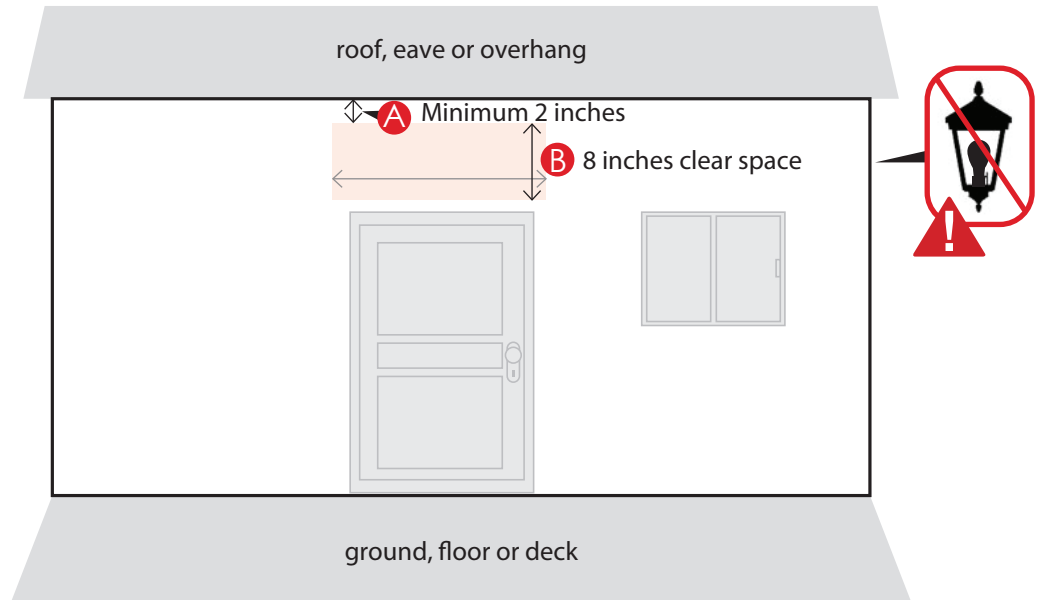 roof, eave or overhang
A Minimum 2 inches
B 8 inches clear space
!
ground, floor or deck